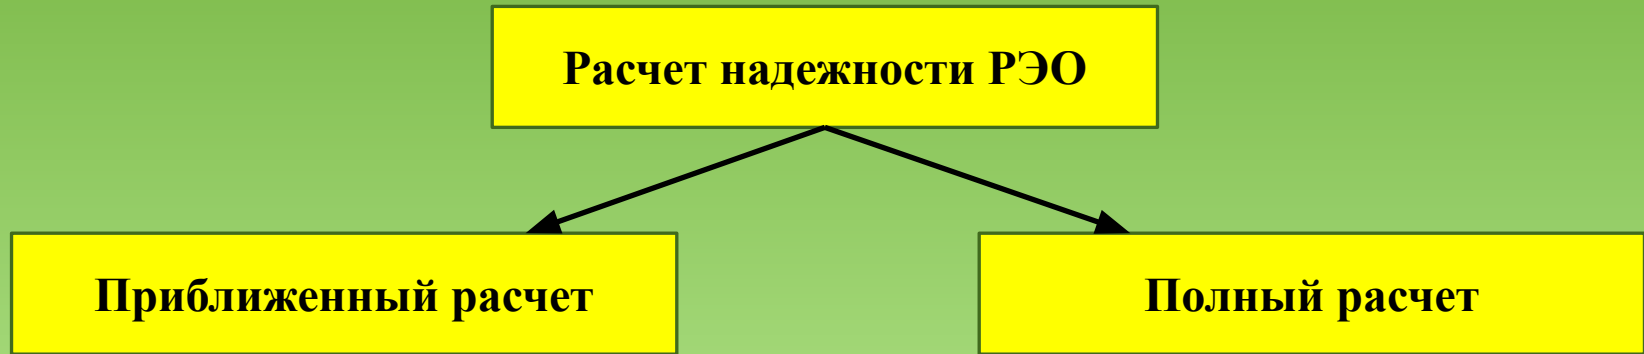 Расчет надежности РЭО
Приближенный расчет
Полный расчет